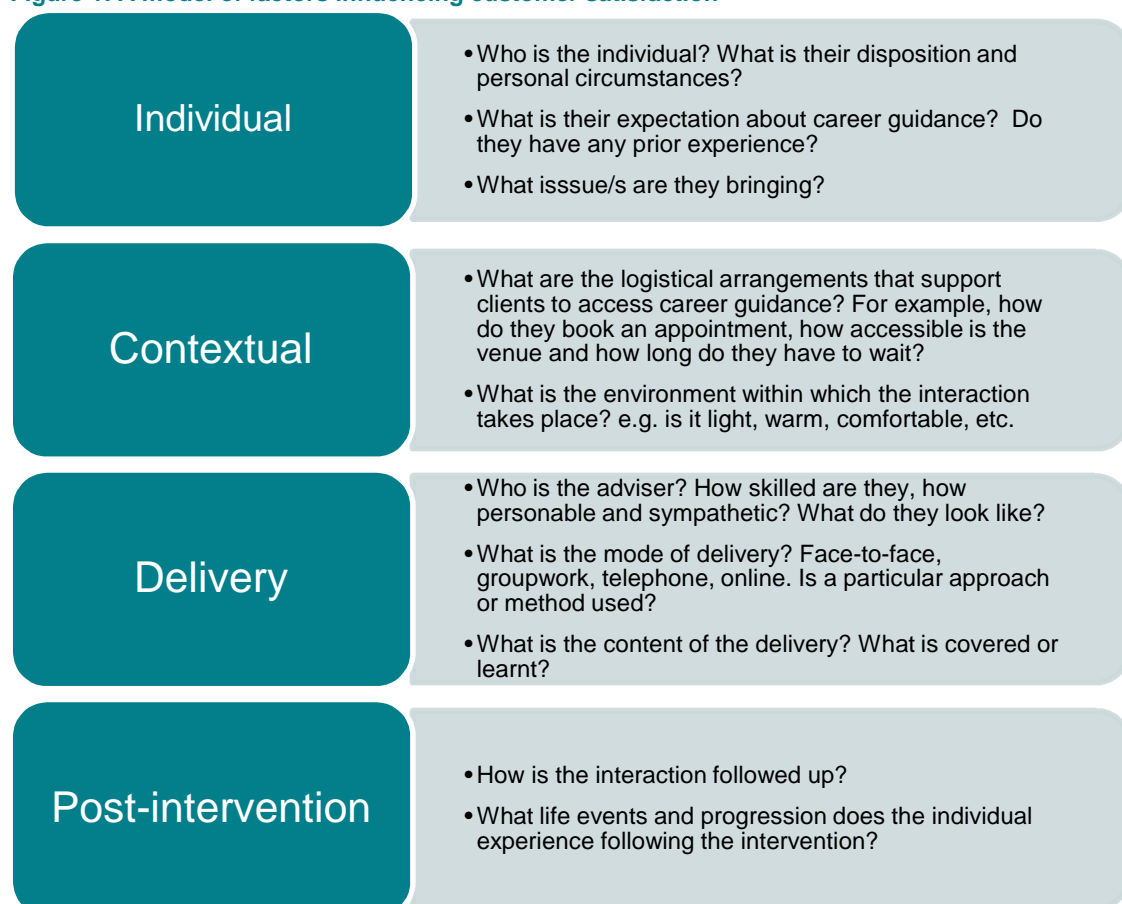 Individual
•Who is the individual? What is their disposition and
personal circumstances?
•What is their expectation about career guidance?  Do
they have any prior experience?
•What isssue/s are they bringing?
Contextual
•What are the logistical arrangements that support
clients to access career guidance? For example, how
do they book an appointment, how accessible is the
venue and how long do they have to wait?
•What is the environment within which the interaction
takes place? e.g. is it light, warm, comfortable, etc.
Delivery
•Who is the adviser? How skilled are they, how
personable and sympathetic? What do they look like?
•What is the mode of delivery? Face-to-face,
groupwork, telephone, online. Is a particular approach
or method used?
•What is the content of the delivery? What is covered or
learnt?
Post-intervention
•How is the interaction followed up?
•What life events and progression does the individual
experience following the intervention?